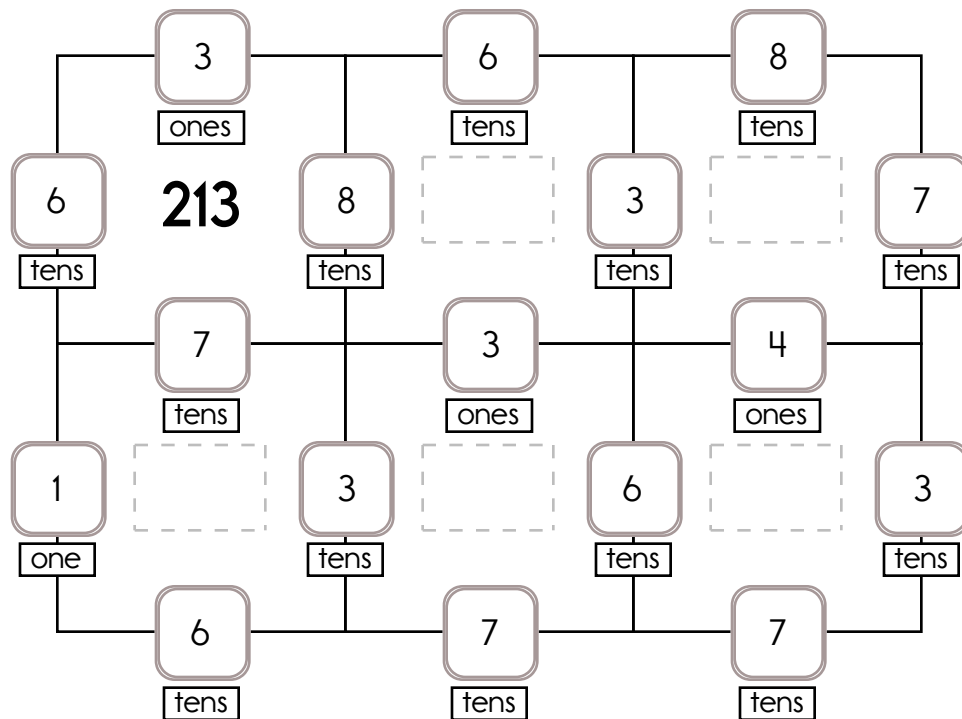 3 6 8
ones tens tens
6 213 8 3 7
tens tens tens tens
7 3 4
tens ones ones
1 3 6 3
one tens tens tens
6 7 7
tens tens tens